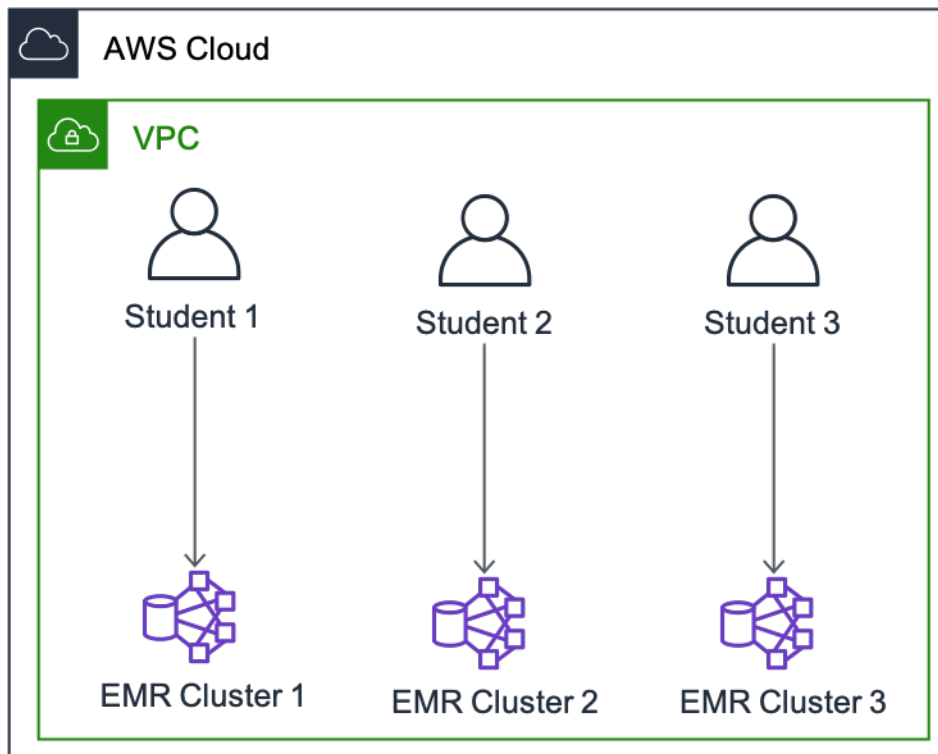 AWS Cloud
VPC
Student 1
Student 2
Student 3
EMR Cluster 1
EMR Cluster 2
EMR Cluster 3